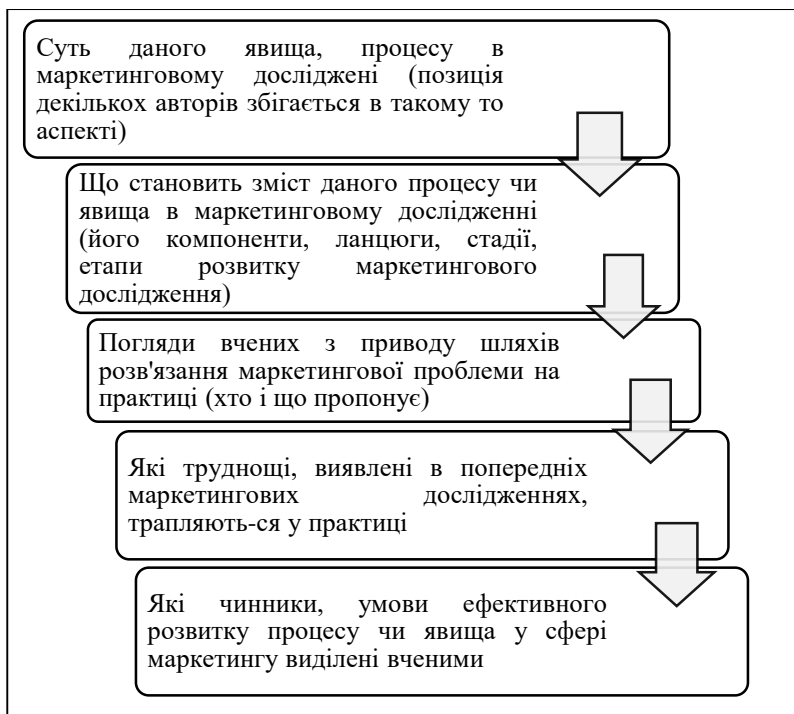 Суть даного явища, процесу в
маркетинговому досліджені (позиція
декількох авторів збігається в такому то
аспекті)
Що становить зміст даного процесу чи
явища в маркетинговому дослідженні
(його компоненти, ланцюги, стадії,
етапи розвитку маркетингового
дослідження)
Погляди вчених з приводу шляхів
розв'язання маркетингової проблеми на
практиці (хто і що пропонує)
Які труднощі, виявлені в попередніх
маркетингових дослідженнях,
трапляють-ся у практиці
Які чинники, умови ефективного
розвитку процесу чи явища у сфері
маркетингу виділені вченими